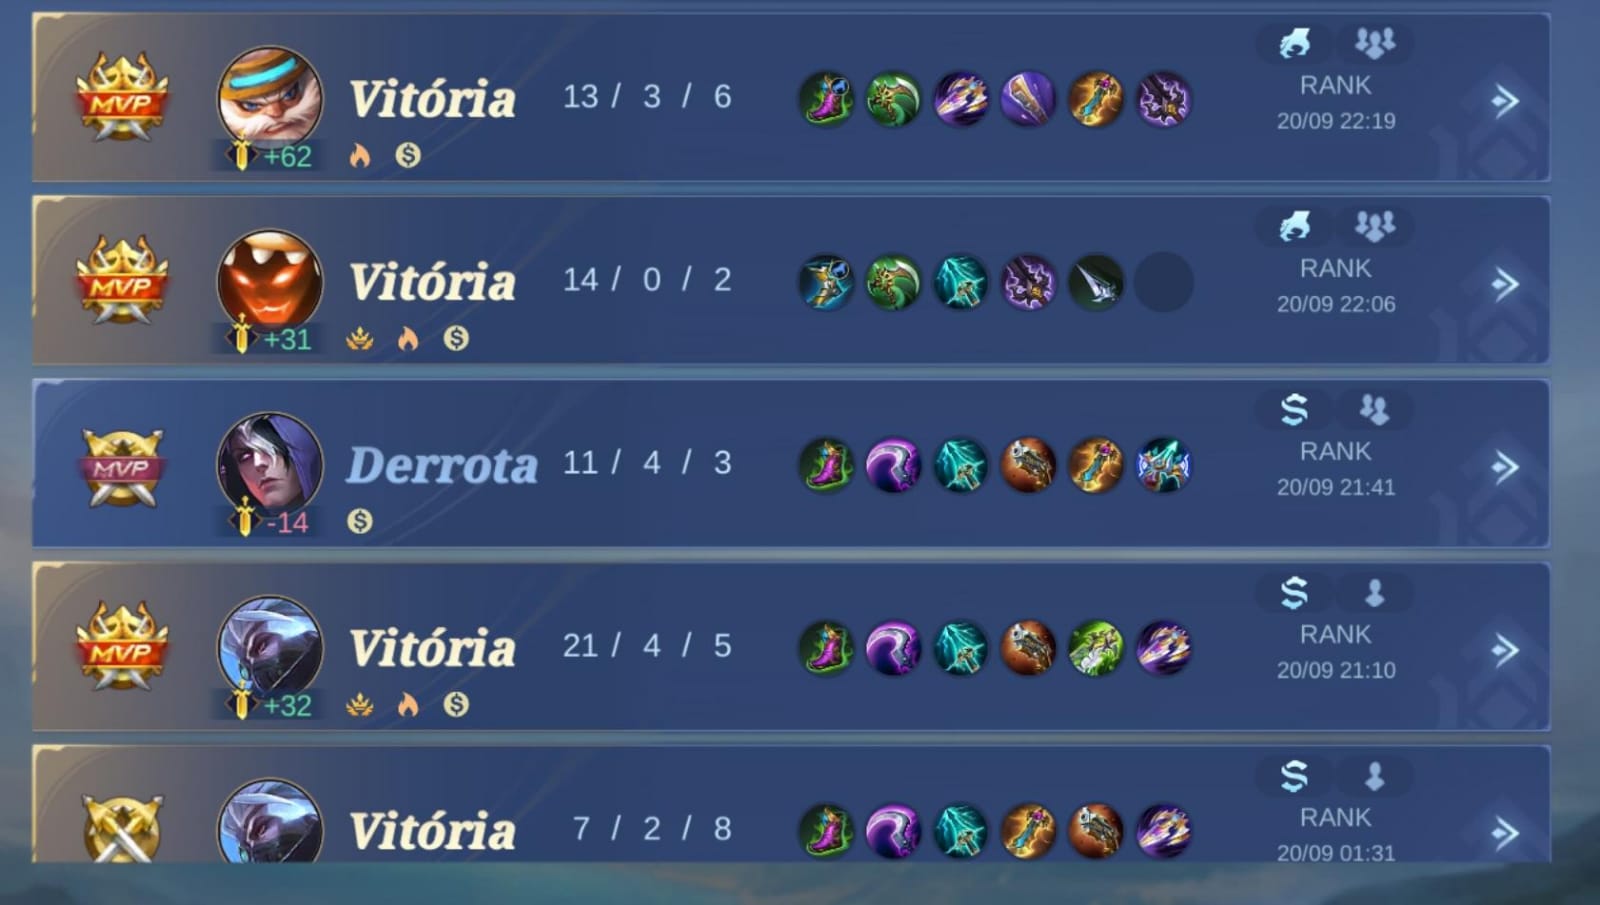 MVP
Vitória 13 / 3 / 6
+62
RANK
20/09 22:19
MVP
Vitória 14 / 0 / 2
+31
RANK
20/09 22:06
MVP
Derrota 11 / 4 / 3
-14
RANK
20/09 21:41
MVP
Vitória 21 / 4 / 5
+32
RANK
20/09 21:10
Vitória 7 / 2 / 8
RANK
20/09 01:31